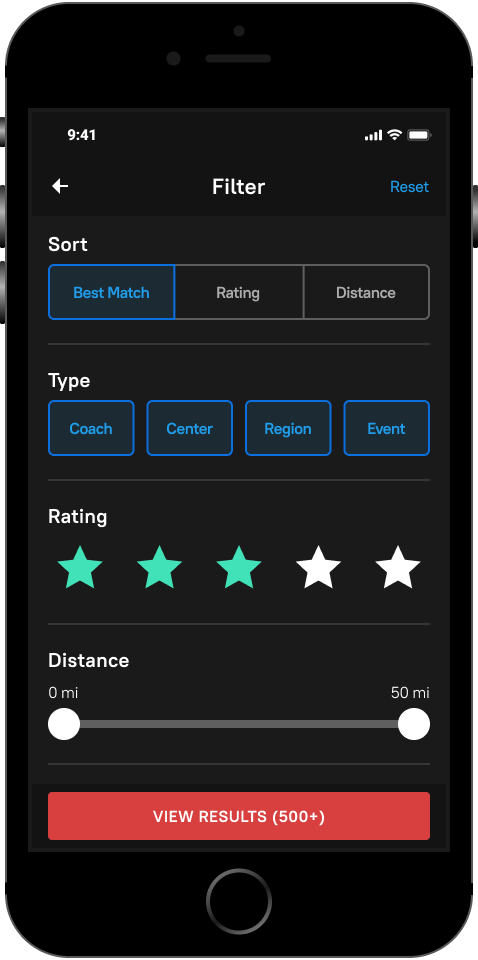 9:41
Filter
Reset
Sort
Best Match Rating Distance
Type
Coach Center Region Event
Rating
Distance
0 mi 50 mi
VIEW RESULTS (500+)